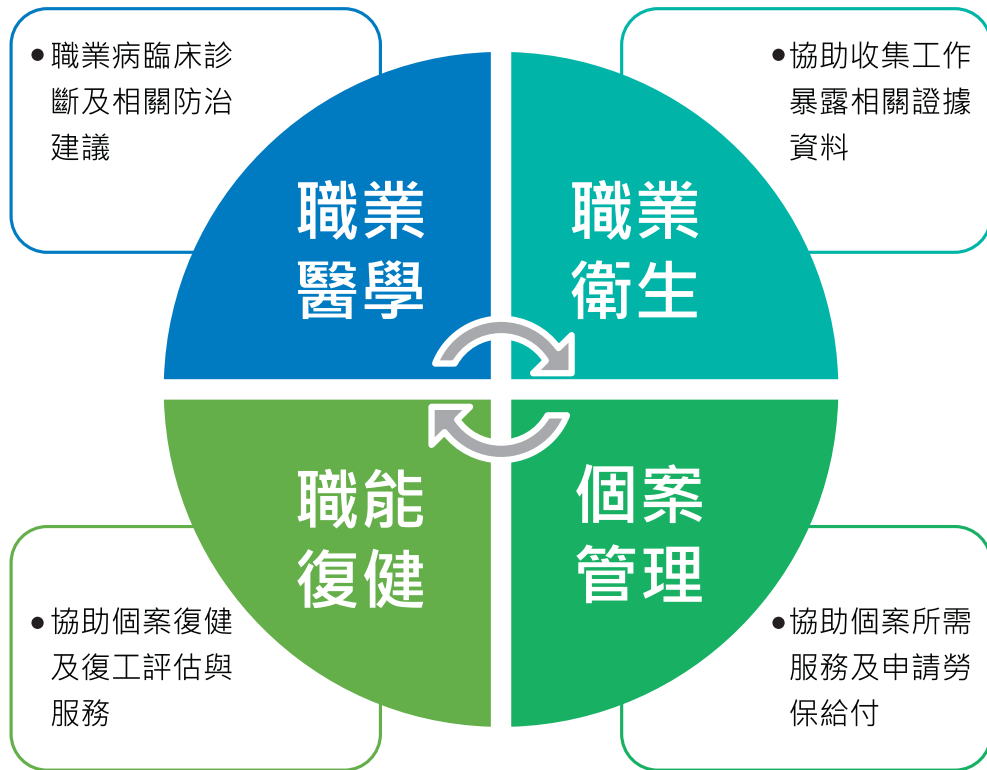 ● 職業病臨床診
斷及相關防治
建議
職業
醫學
● 協助收集工作
暴露相關證據
資料
職業
衛生
職能
復健
● 協助個案復健
及復工評估與
服務
個案
管理
● 協助個案所需
服務及申請勞
保給付